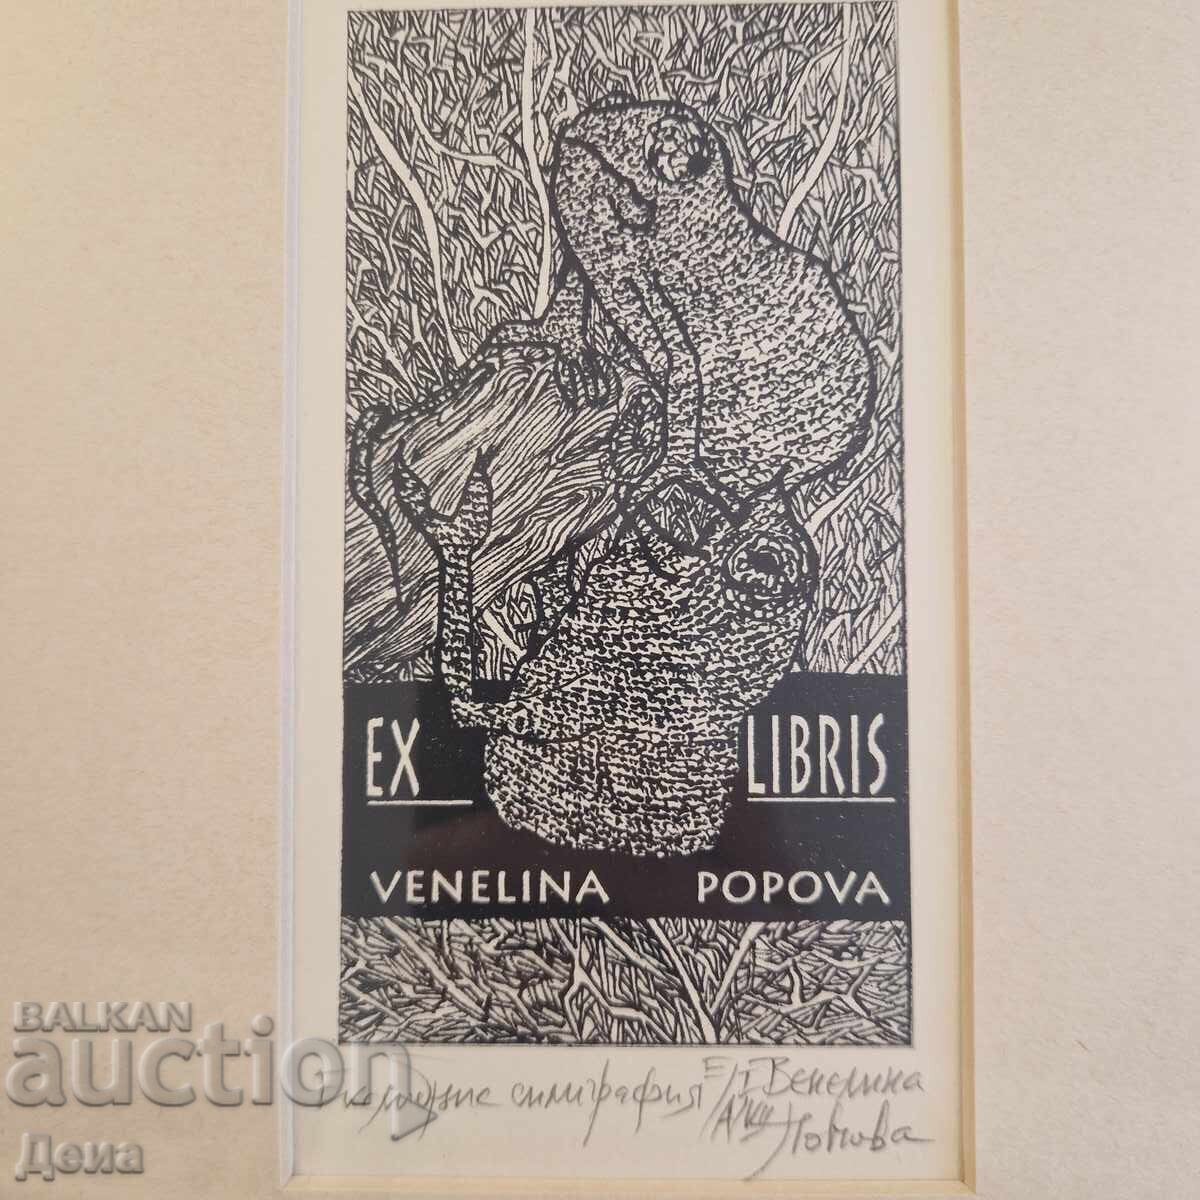 EX LIBRIS
VENELINA POPOVA
Венелина
Попова
BALKAN
auction
Деиа